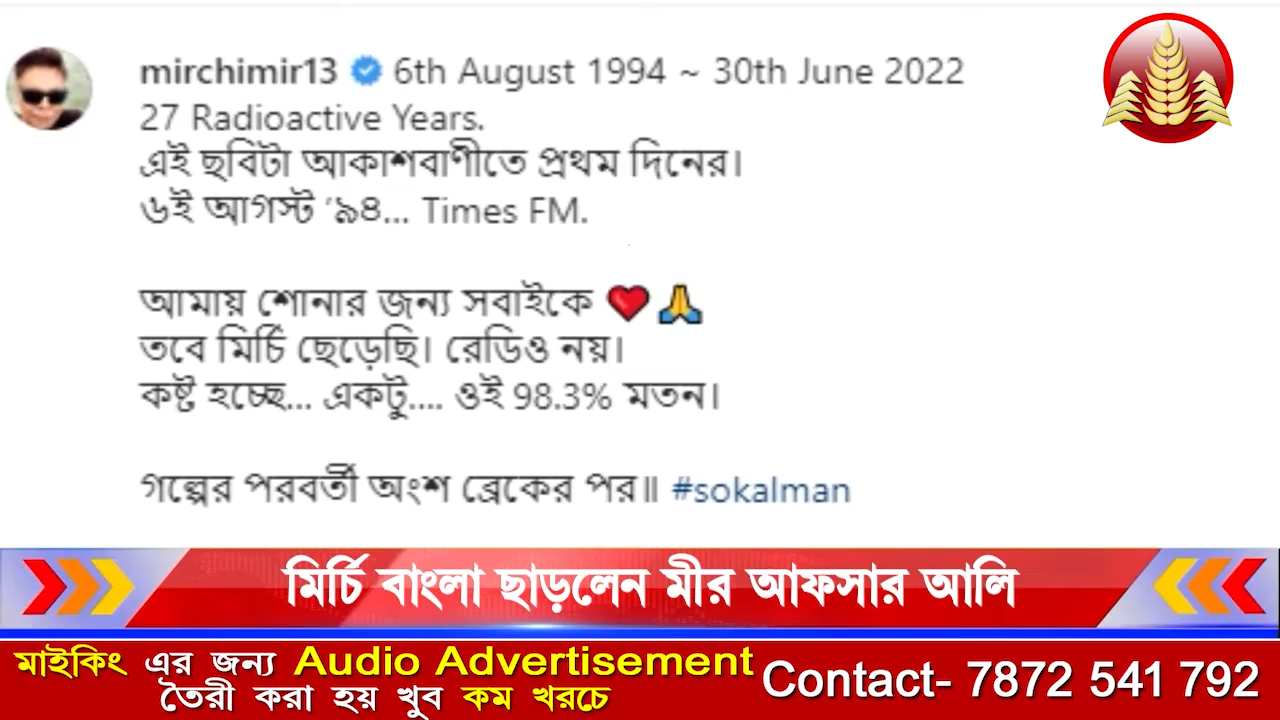 mirchimir13 6th August 1994 ~ 30th June 2022
27 Radioactive Years.
এই ছবিটা আকাশবাণীতে প্রথম দিনের।
৬ই আগস্ট '৯৪... Times FM.
আমায় শোনার জন্য সবাইকে ❤️🙏
তবে মির্চি ছেড়েছি। রেডিও নয়।
কষ্ট হচ্ছে... একটু.... ওই 98.3% মতন।
গল্পের পরবর্তী অংশ ব্রেকের পর॥ #sokalman
মির্চি বাংলা ছাড়লেন মীর আফসার আলি
মাইকিং এর জন্য Audio Advertisement
তৈরী করা হয় খুব কম খরচে
Contact- 7872 541 792